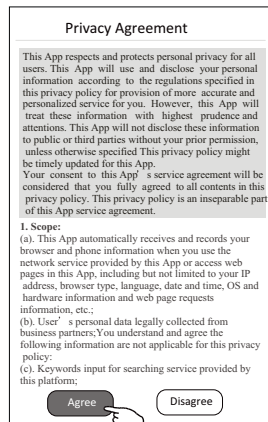 Privacy Agreement
This App respects and protects personal privacy for all
users. This App will use and disclose your personal
information according to the regulations specified in
this privacy policy for provision of more accurate and
personalized service for you. However, this App will
treat these information with highest prudence and
attentions. This App will not disclose these information
to public or third parties without your prior permission,
unless otherwise specified This privacy policy might
be timely updated for this App.
Your consent to this App's service agreement will be
considered that you fully agreed to all contents in this
privacy policy. This privacy policy is an inseparable part
of this App service agreement.
1. Scope:
(a). This App automatically receives and records your
browser and phone information when you use the
network service provided by this App or access web
pages in this App, including but not limited to your IP
address, browser type, language, date and time, OS and
hardware information and web page requests
information, etc.;
(b). User's personal data legally collected from
business partners;You understand and agree the
following information are not applicable for this privacy
policy:
(c). Keywords input for searching service provided by
this platform;
Agree
Disagree